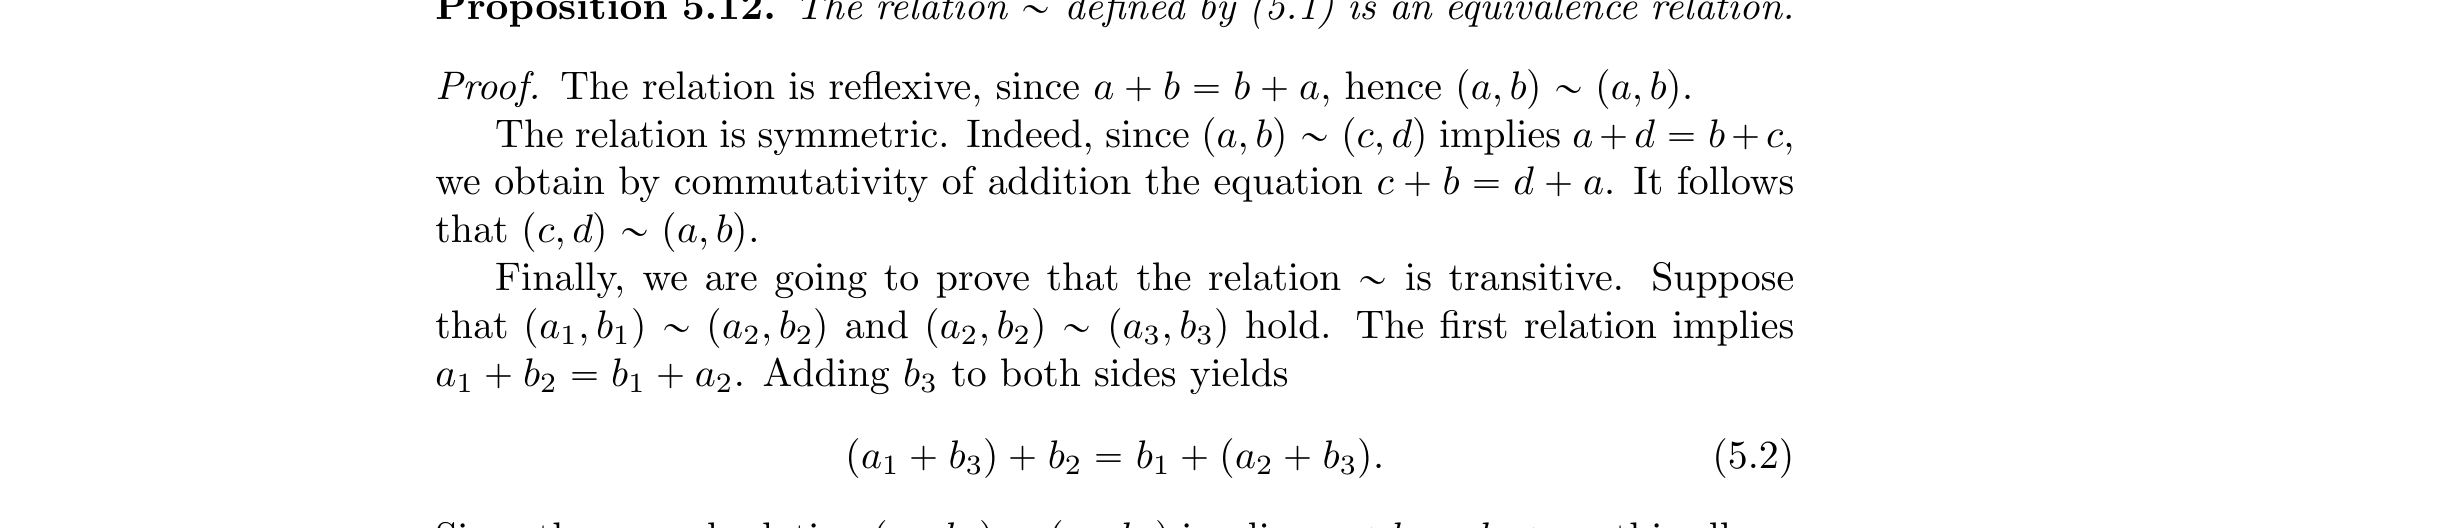 Proposition 5.12. The relation ∼ defined by (5.1) is an equivalence relation.
Proof. The relation is reflexive, since a + b = b + a, hence (a, b) ∼ (a, b).
The relation is symmetric. Indeed, since (a, b) ∼ (c, d) implies a + d = b + c,
we obtain by commutativity of addition the equation c + b = d + a. It follows
that (c, d) ∼ (a, b).
Finally, we are going to prove that the relation ∼ is transitive. Suppose
that (a₁, b₁) ∼ (a₂, b₂) and (a₂, b₂) ∼ (a₃, b₃) hold. The first relation implies
a₁ + b₂ = b₁ + a₂. Adding b₃ to both sides yields
(a₁ + b₃) + b₂ = b₁ + (a₂ + b₃). (5.2)